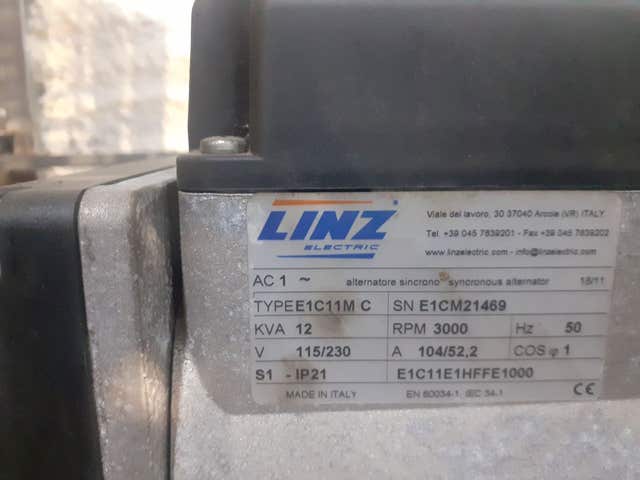 LINZ
ELECTRIC
Viale del lavoro, 30 37040 Arcole (VR) ITALY
Tel. +39 045 7639201 - Fax +39 045 7639202
www.linzelectric.com - info@linzelectric.com
AC 1 ~ alternatore sincrono syncronous alternator 18/11
TYPE E1C11M C SN E1CM21469
KVA 12 RPM 3000 Hz 50
V 115/230 A 104/52,2 COS φ 1
S1 - IP21 E1C11E1HFFE1000
MADE IN ITALY EN 60034-1, IEC 34-1 CE